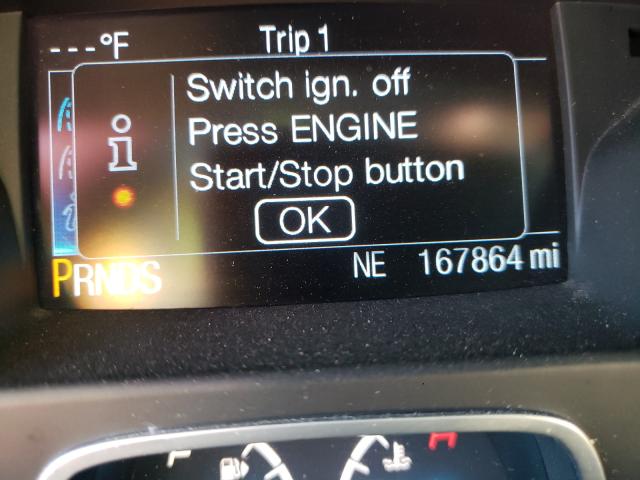 ---°F Trip 1
Switch ign. off
Press ENGINE
Start/Stop button
OK
PRNDS NE 167864 mi
F H